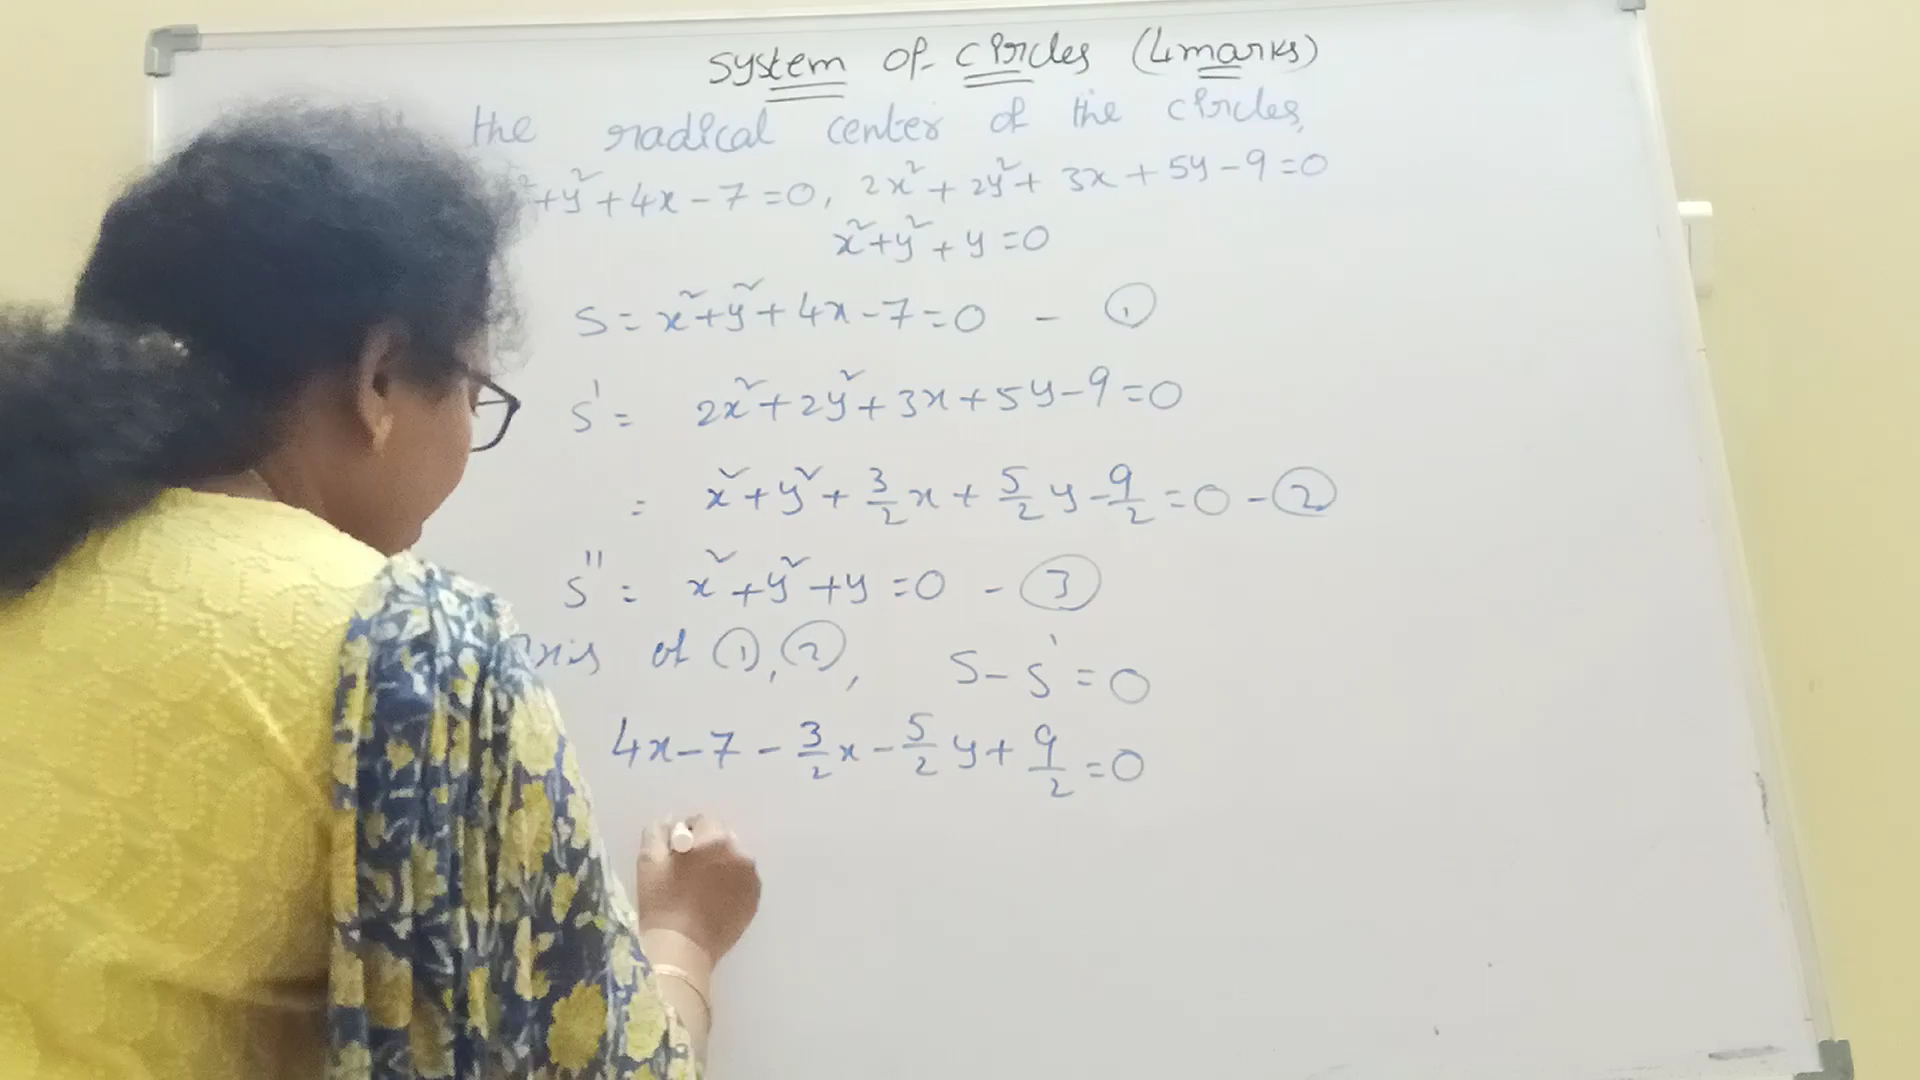 System of Circles (4marks)
the radical center of the circles,
²+y²+4x-7=0, 2x²+2y²+3x+5y-9=0
x²+y²+y=0
S=x²+y²+4x-7=0 - ①
S'= 2x²+2y²+3x+5y-9=0
= x²+y²+3/2x+5/2y-9/2=0-②
S''= x²+y²+y=0 - ③
axis of ①,②, S-S'=0
4x-7-3/2x-5/2y+9/2=0